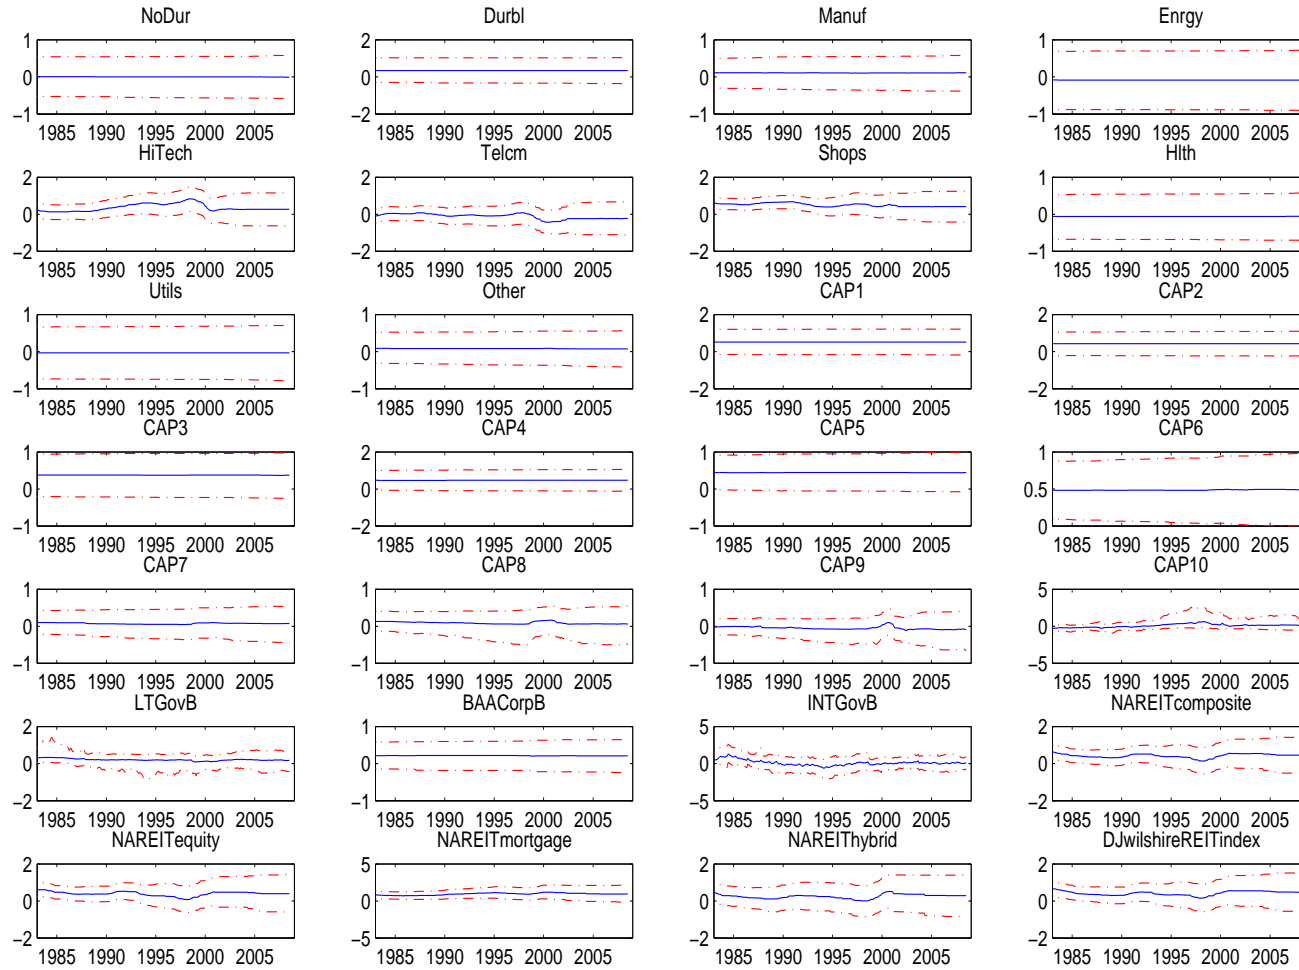 NoDur Durbl Manuf Enrgy
1 2 1 1
0 0 0 0
−1 −2 −1 −1
1985 1990 1995 2000 2005 1985 1990 1995 2000 2005 1985 1990 1995 2000 2005 1985 1990 1995 2000 2005
HiTech Telcm Shops Hlth
2 2 2 1
0 0 0 0
−2 −2 −2 −1
1985 1990 1995 2000 2005 1985 1990 1995 2000 2005 1985 1990 1995 2000 2005 1985 1990 1995 2000 2005
Utils Other CAP1 CAP2
1 1 2 2
0 0 0 0
−1 −1 −2 −2
1985 1990 1995 2000 2005 1985 1990 1995 2000 2005 1985 1990 1995 2000 2005 1985 1990 1995 2000 2005
CAP3 CAP4 CAP5 CAP6
1 2 1 1
0 0 0 0.5
−1 −2 −1 0
1985 1990 1995 2000 2005 1985 1990 1995 2000 2005 1985 1990 1995 2000 2005 1985 1990 1995 2000 2005
CAP7 CAP8 CAP9 CAP10
1 1 1 5
0 0 0 0
−1 −1 −1 −5
1985 1990 1995 2000 2005 1985 1990 1995 2000 2005 1985 1990 1995 2000 2005 1985 1990 1995 2000 2005
LTGovB BAACorpB INTGovB NAREITcomposite
2 1 5 2
0 0 0 0
−2 −1 −5 −2
1985 1990 1995 2000 2005 1985 1990 1995 2000 2005 1985 1990 1995 2000 2005 1985 1990 1995 2000 2005
NAREITequity NAREITmortgage NAREIThybrid DJwilshireREITindex
2 5 2 2
0 0 0 0
−2 −5 −2 −2
1985 1990 1995 2000 2005 1985 1990 1995 2000 2005 1985 1990 1995 2000 2005 1985 1990 1995 2000 2005